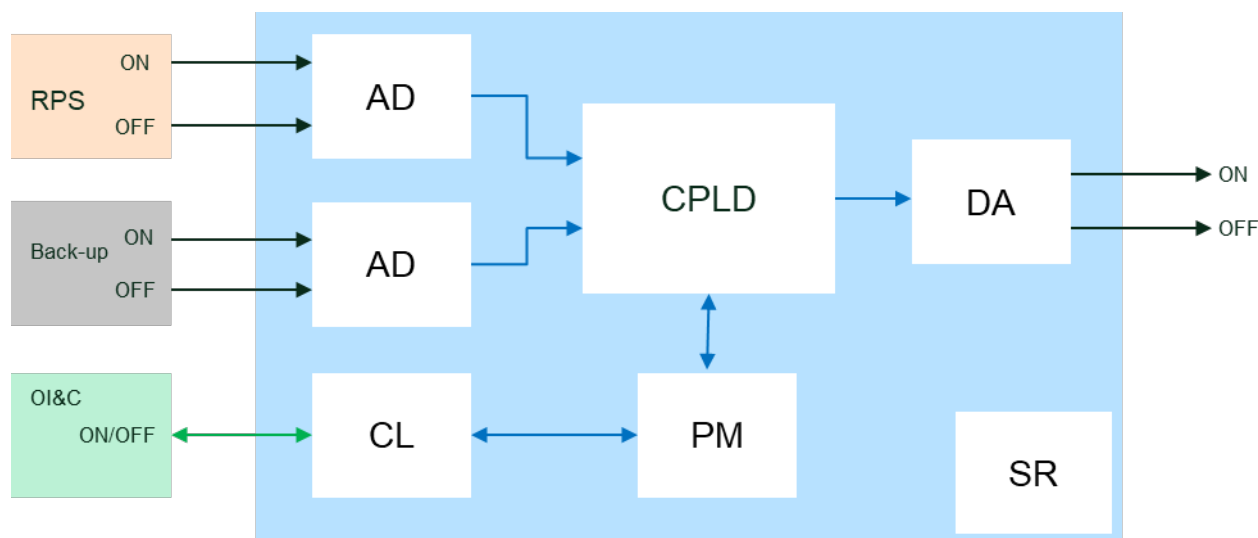 ON
RPS
OFF
AD
CPLD
DA
ON
OFF
ON
Back-up
OFF
AD
OI&C
ON/OFF
CL
PM
SR